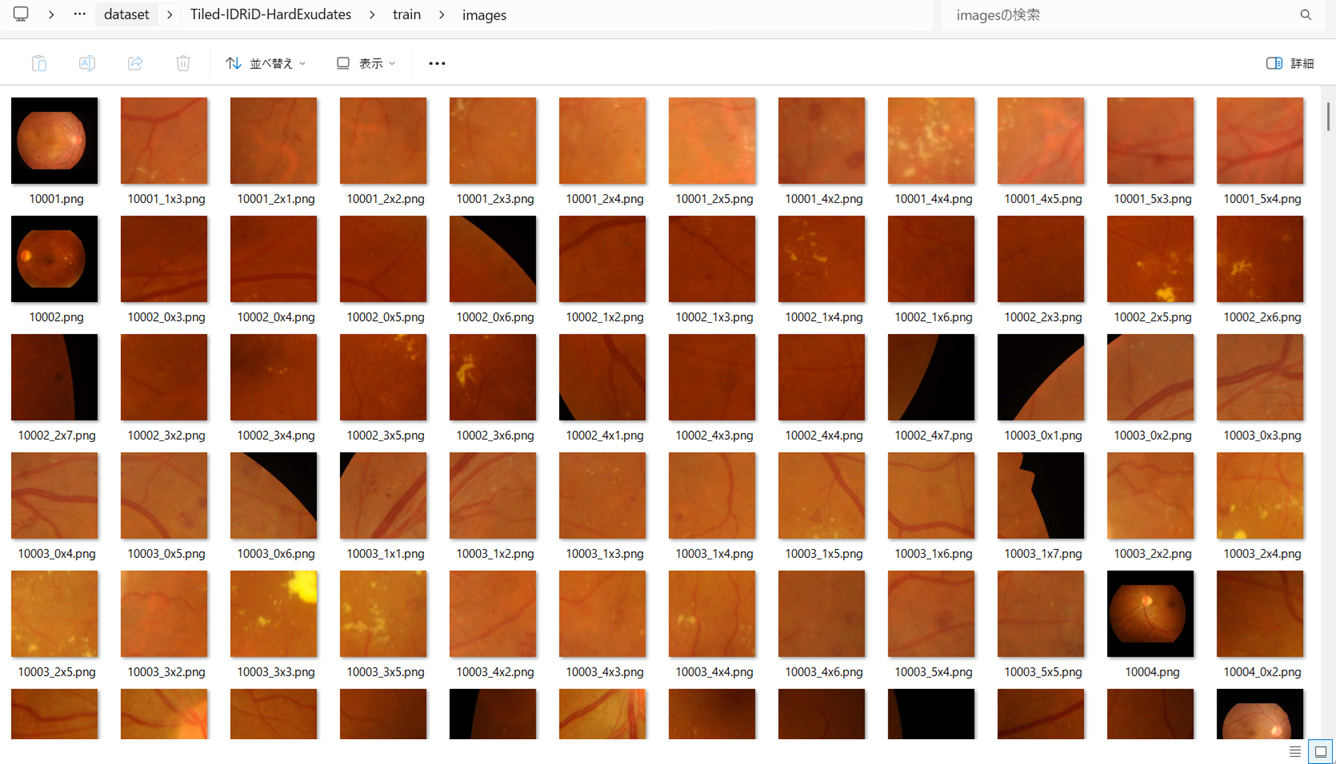 … dataset Tiled-IDRiD-HardExudates train images imagesの検索
並べ替え 表示 詳細
10001.png 10001_1x3.png 10001_2x1.png 10001_2x2.png 10001_2x3.png 10001_2x4.png 10001_2x5.png 10001_4x2.png 10001_4x4.png 10001_4x5.png 10001_5x3.png 10001_5x4.png
10002.png 10002_0x3.png 10002_0x4.png 10002_0x5.png 10002_0x6.png 10002_1x2.png 10002_1x3.png 10002_1x4.png 10002_1x6.png 10002_2x3.png 10002_2x5.png 10002_2x6.png
10002_2x7.png 10002_3x2.png 10002_3x4.png 10002_3x5.png 10002_3x6.png 10002_4x1.png 10002_4x3.png 10002_4x4.png 10002_4x7.png 10003_0x1.png 10003_0x2.png 10003_0x3.png
10003_0x4.png 10003_0x5.png 10003_0x6.png 10003_1x1.png 10003_1x2.png 10003_1x3.png 10003_1x4.png 10003_1x5.png 10003_1x6.png 10003_1x7.png 10003_2x2.png 10003_2x4.png
10003_2x5.png 10003_3x2.png 10003_3x3.png 10003_3x5.png 10003_4x2.png 10003_4x3.png 10003_4x4.png 10003_4x6.png 10003_5x4.png 10003_5x5.png 10004.png 10004_0x2.png